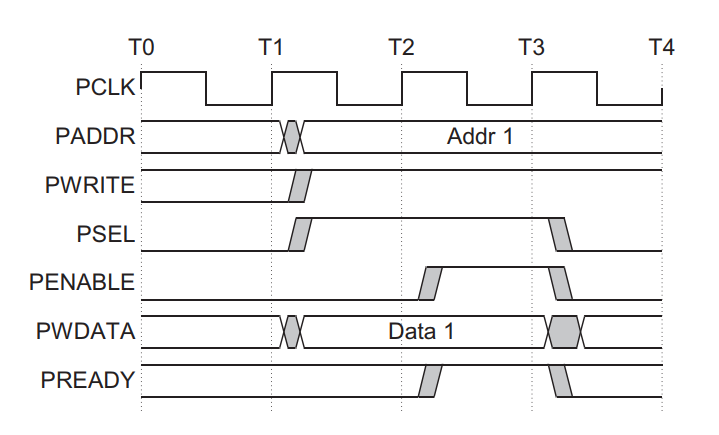 T0 T1 T2 T3 T4
PCLK
PADDR Addr 1
PWRITE
PSEL
PENABLE
PWDATA Data 1
PREADY